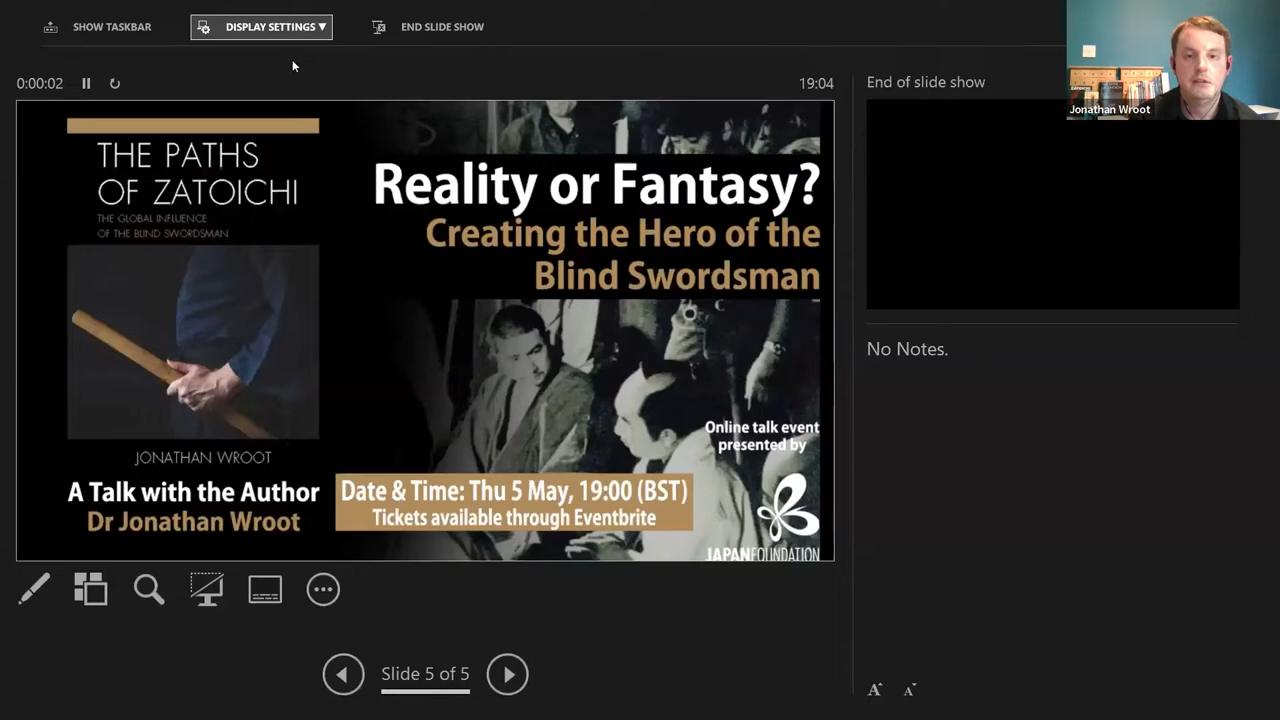 SHOW TASKBAR
DISPLAY SETTINGS ▼
END SLIDE SHOW
0:00:02
19:04
End of slide show
Jonathan Wroot
THE PATHS
OF ZATOICHI
THE GLOBAL INFLUENCE
OF THE BLIND SWORDSMAN
JONATHAN WROOT
A Talk with the Author
Dr Jonathan Wroot
Reality or Fantasy?
Creating the Hero of the
Blind Swordsman
Online talk event
presented by
JAPANFOUNDATION
Date & Time: Thu 5 May, 19:00 (BST)
Tickets available through Eventbrite
No Notes.
Slide 5 of 5
A A